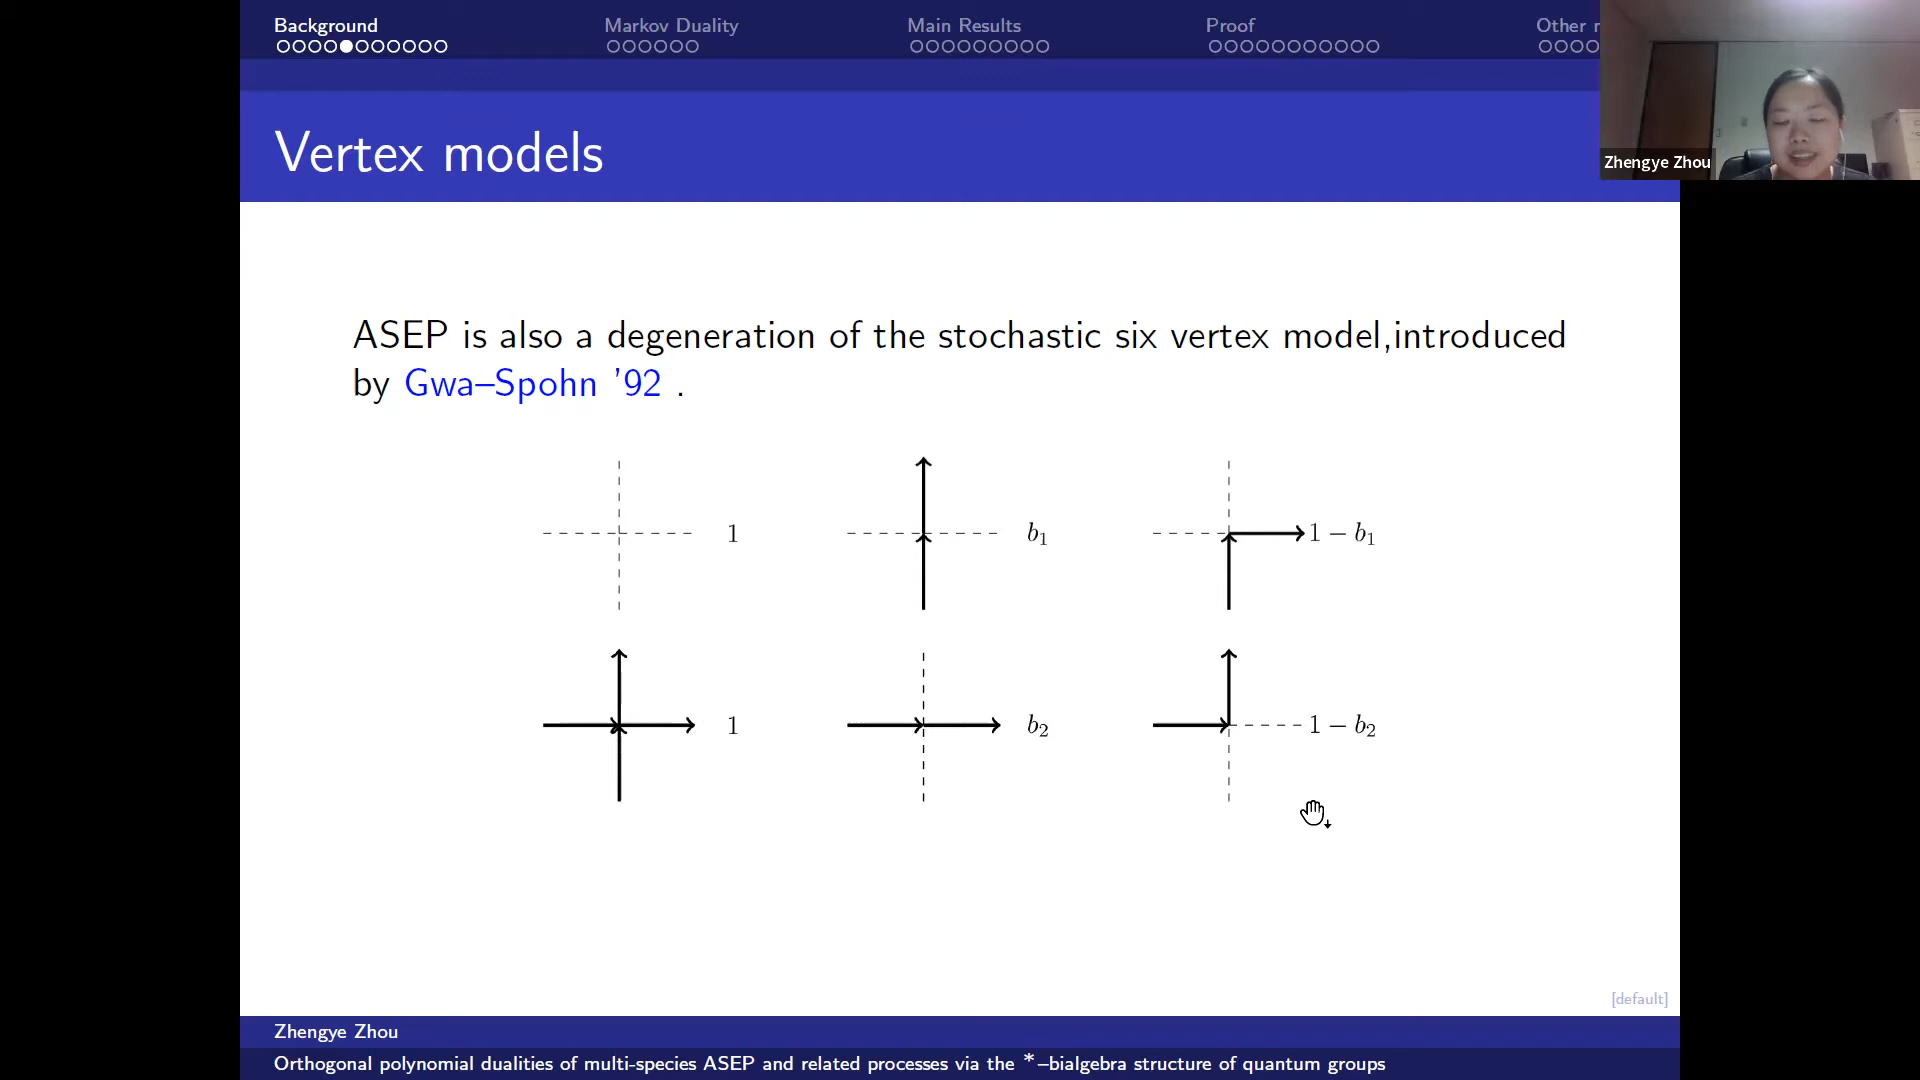 Background
Markov Duality
Main Results
Proof
Other
Vertex models
Zhengye Zhou
ASEP is also a degeneration of the stochastic six vertex model,introduced
by Gwa–Spohn ’92 .
1
b₁
1 − b₁
1
b₂
1 − b₂
[default]
Zhengye Zhou
Orthogonal polynomial dualities of multi-species ASEP and related processes via the *–bialgebra structure of quantum groups